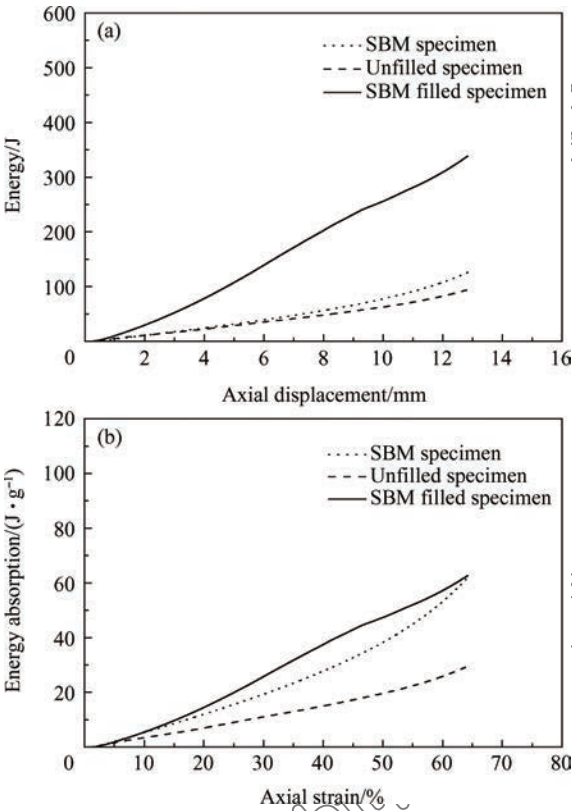 600
(a)
SBM specimen
500
Unfilled specimen
SBM filled specimen
400
Energy/J
300
200
100
0 2 4 6 8 10 12 14 16
Axial displacement/mm
120
(b)
SBM specimen
100
Unfilled specimen
SBM filled specimen
80
Energy absorption/(J · g⁻¹)
60
40
20
0 10 20 30 40 50 60 70 80
Axial strain/%